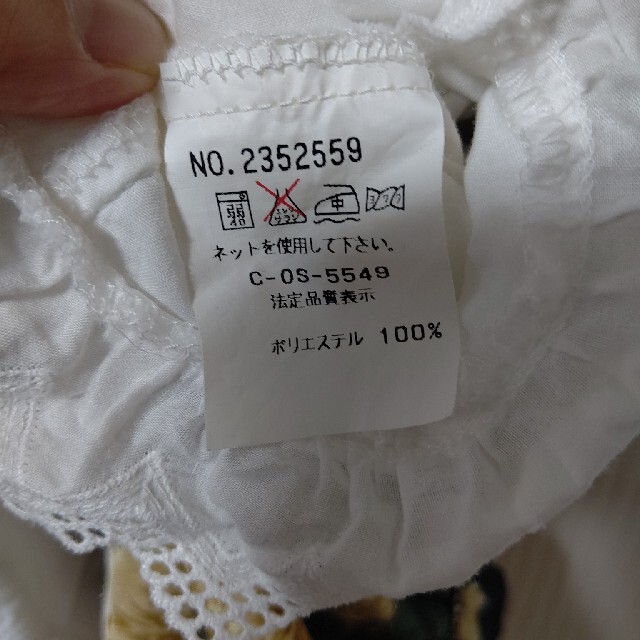 NO.2352559
弱
中
ネットを使用して下さい。
C-OS-5549
法定品質表示
ポリエステル 100%